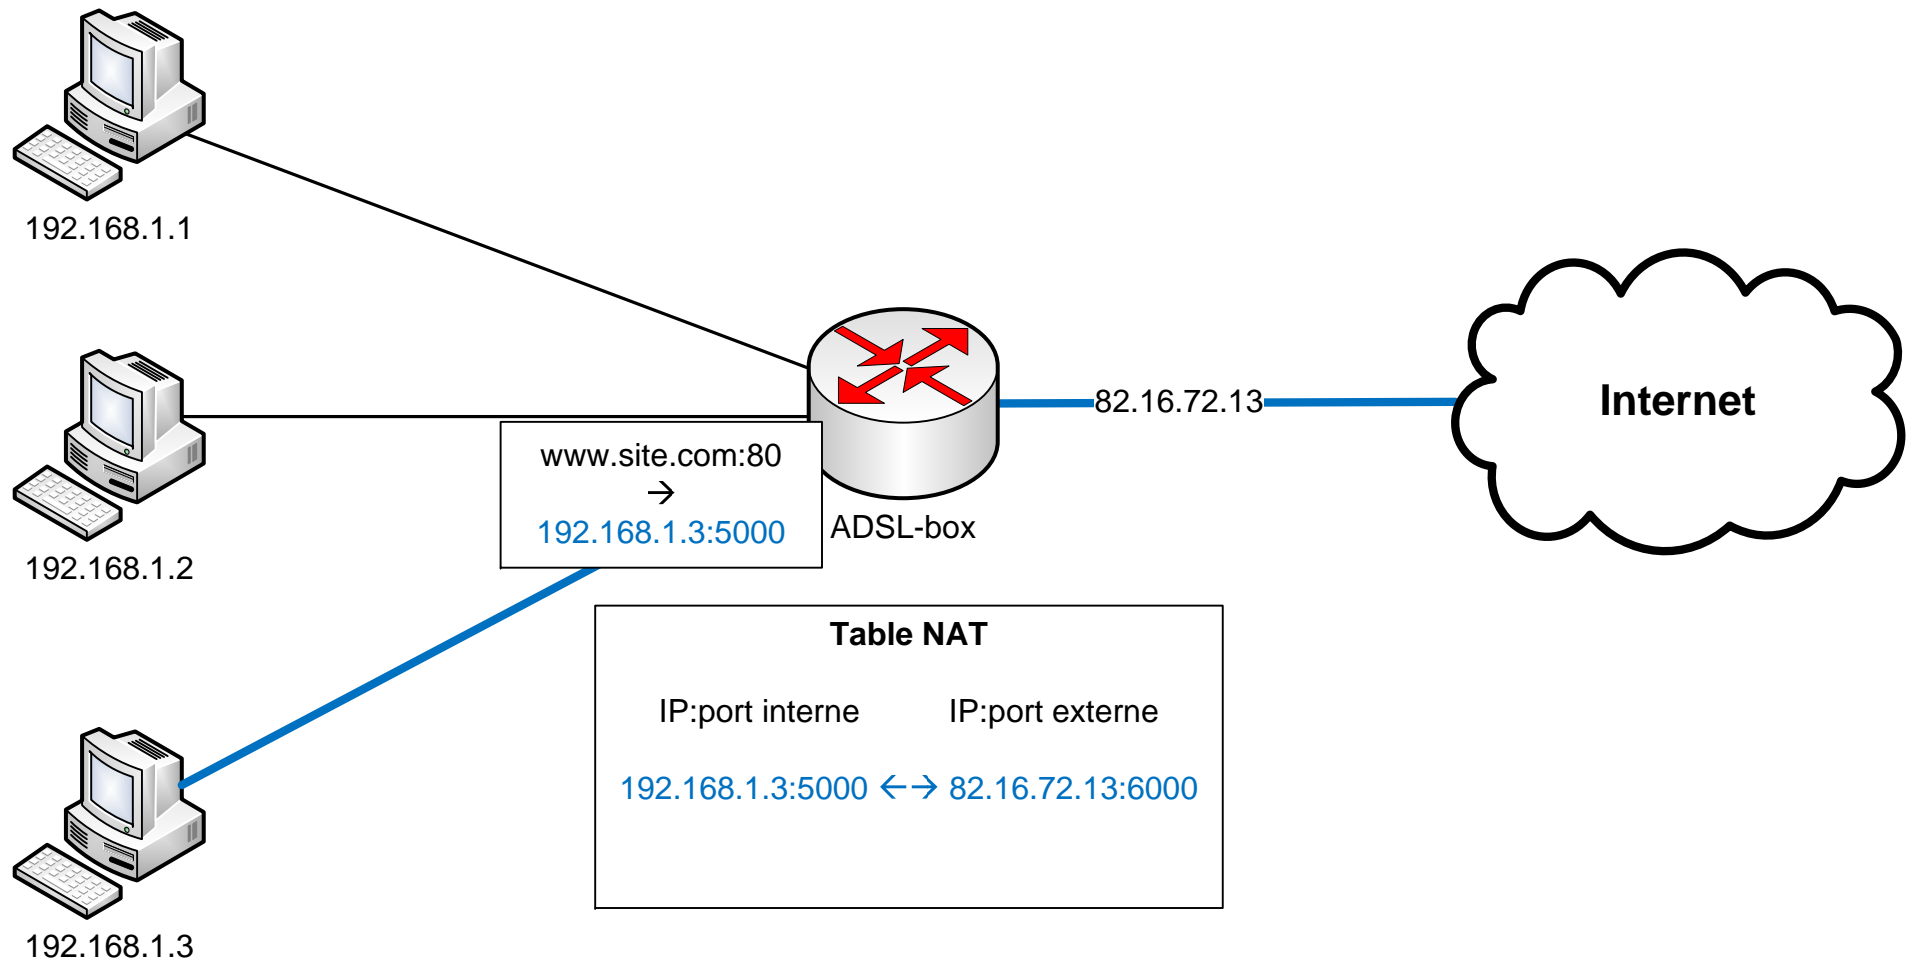 192.168.1.1
192.168.1.2
192.168.1.3
www.site.com:80
→
192.168.1.3:5000
ADSL-box
82.16.72.13
Internet
Table NAT
IP:port interne IP:port externe
192.168.1.3:5000 ←→ 82.16.72.13:6000